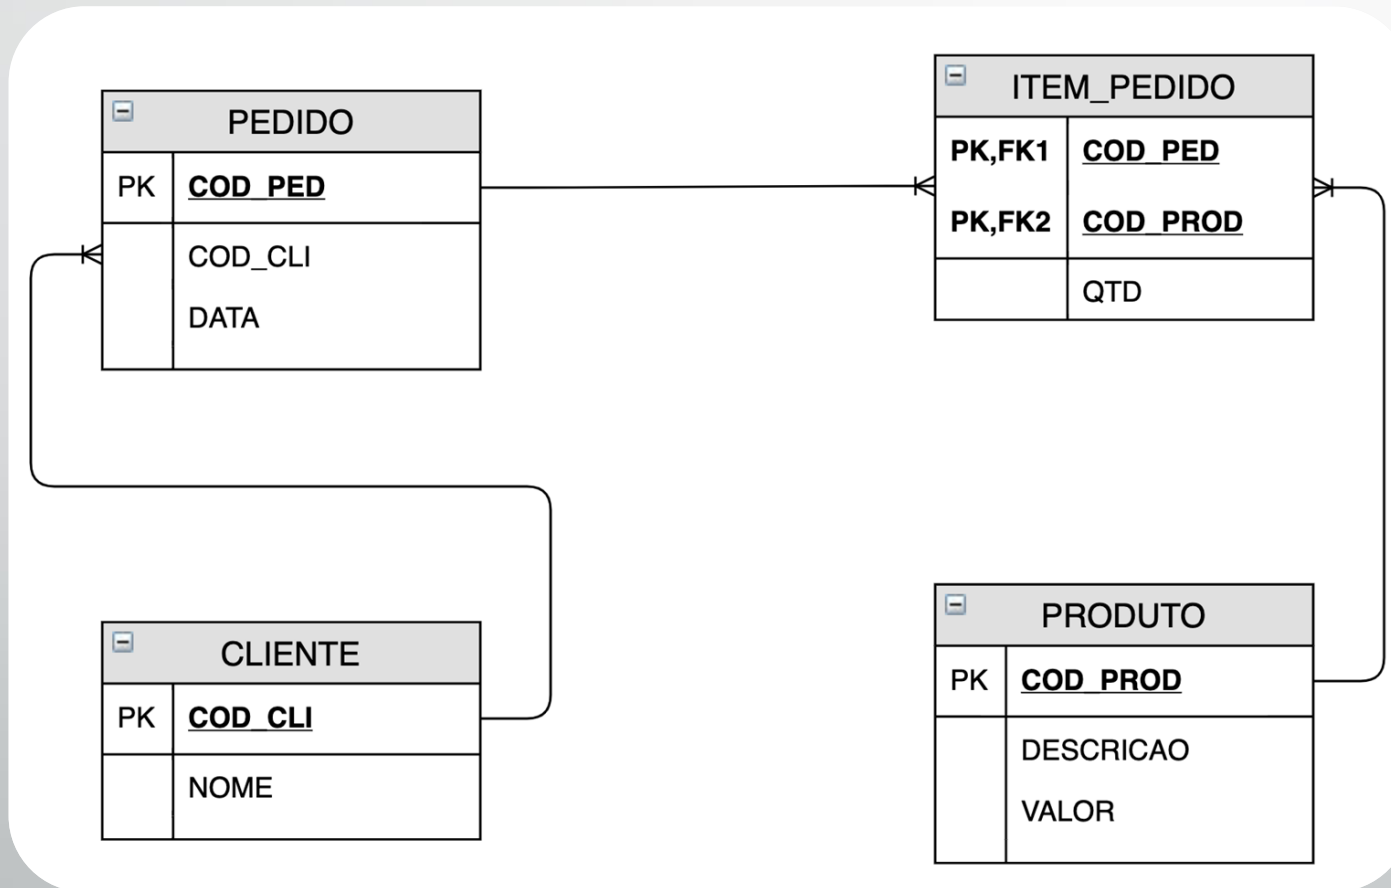 PEDIDO
PK COD_PED
COD_CLI
DATA
ITEM_PEDIDO
PK,FK1 COD_PED
PK,FK2 COD_PROD
QTD
CLIENTE
PK COD_CLI
NOME
PRODUTO
PK COD_PROD
DESCRICAO
VALOR